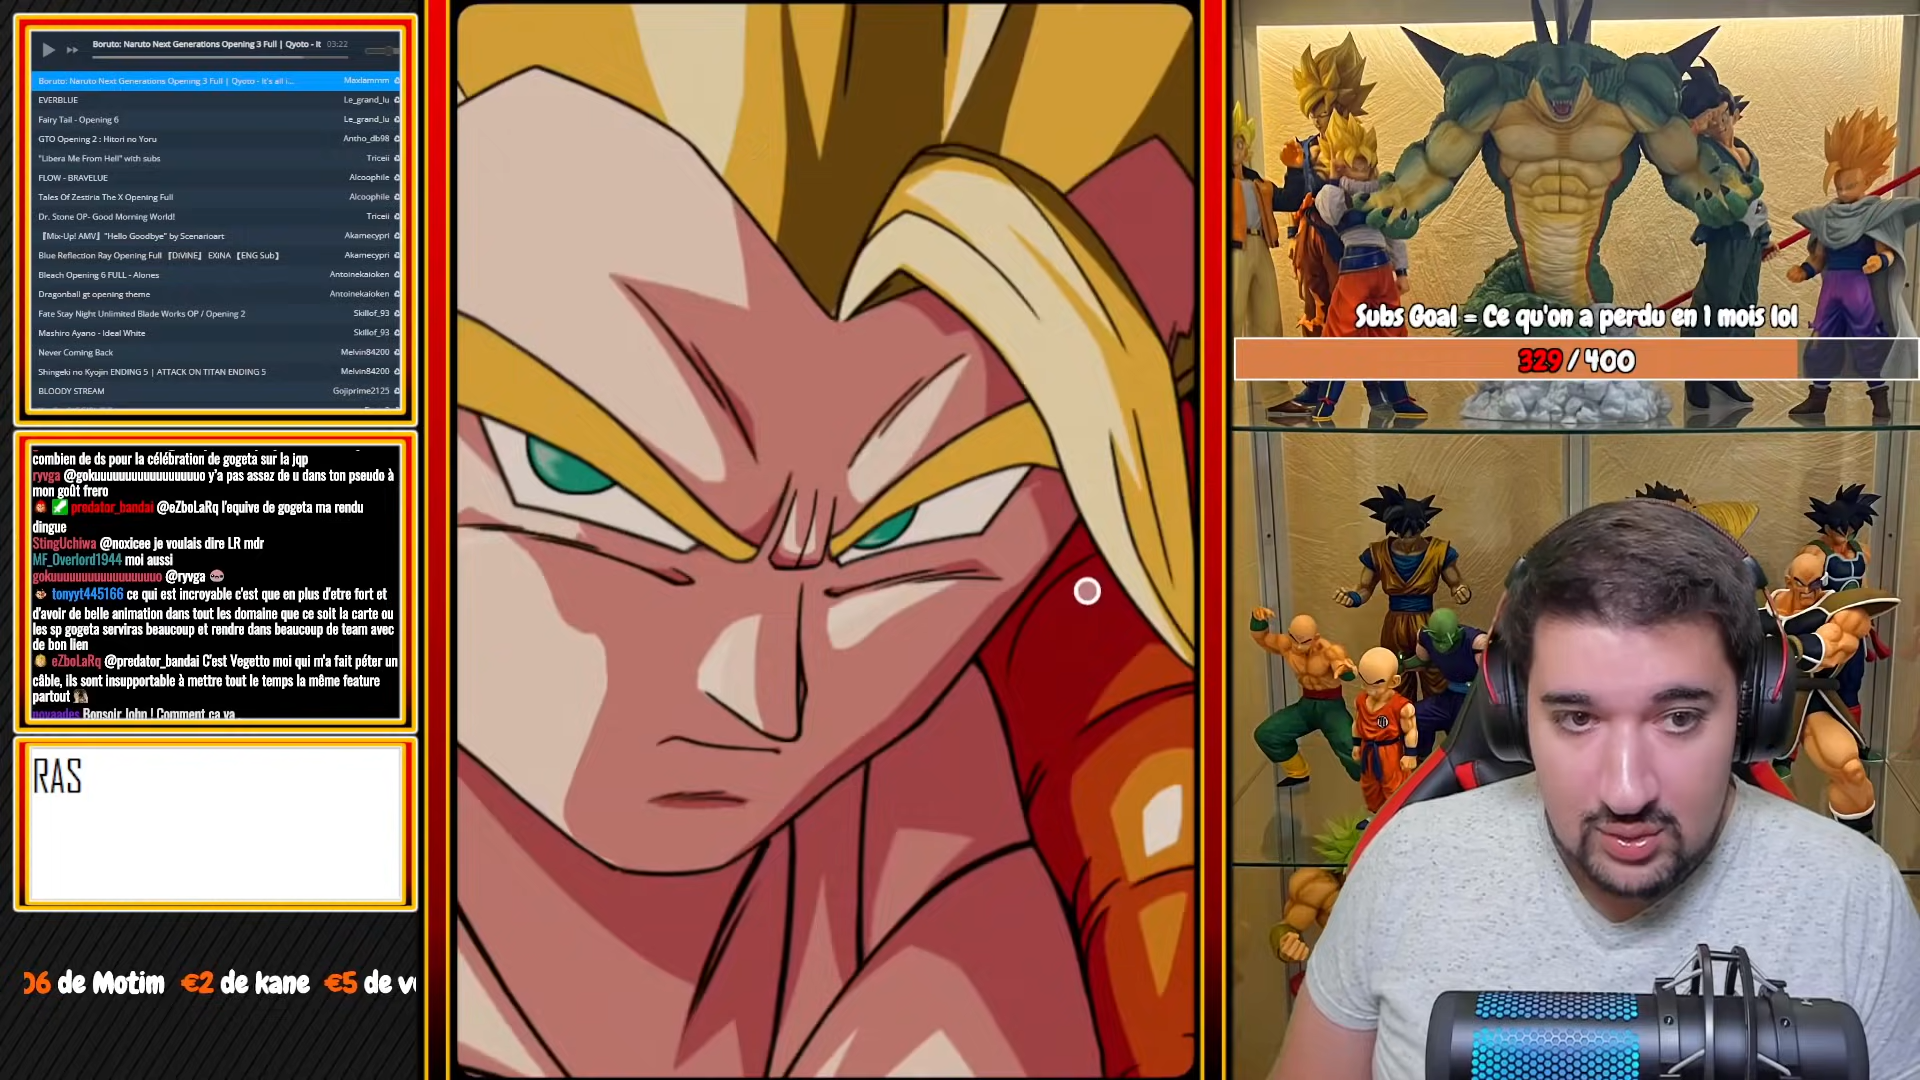 Boruto: Naruto Next Generations Opening 3 Full | Qyoto - It 03:22
Boruto: Naruto Next Generations Opening 3 Full | Qyoto - It's all i... Maxlammm
EVERBLUE Le_grand_lu
Fairy Tail - Opening 6 Le_grand_lu
GTO Opening 2 : Hitori no Yoru Antho_db98
"Libera Me From Hell" with subs Triceii
FLOW - BRAVELUE Alcoophile
Tales Of Zestiria The X Opening Full Alcoophile
Dr. Stone OP- Good Morning World! Triceii
『Mix-Up! AMV』 "Hello Goodbye" by Scenarioart Akamecypri
Blue Reflection Ray Opening Full 『DIVINE』 EXiNA 【ENG Sub】 Akamecypri
Bleach Opening 6 FULL - Alones Antoinekaioken
Dragonball gt opening theme Antoinekaioken
Fate Stay Night Unlimited Blade Works OP / Opening 2 Skillof_93
Mashiro Ayano - Ideal White Skillof_93
Never Coming Back Melvin84200
Shingeki no Kyojin ENDING 5 | ATTACK ON TITAN ENDING 5 Melvin84200
BLOODY STREAM Gojiprime2125
combien de ds pour la célébration de gogeta sur la jqp
ryvga @gokuuuuuuuuuuuuuuuuuo y'a pas assez de u dans ton pseudo à
mon goût frero
predator_bandai @eZboLaRq l'equive de gogeta ma rendu
dingue
StingUchiwa @noxicee je voulais dire LR mdr
MF_Overlord1944 moi aussi
gokuuuuuuuuuuuuuuuuuo @ryvga
tonyyt445166 ce qui est incroyable c'est que en plus d'etre fort et
d'avoir de belle animation dans tout les domaine que ce soit la carte ou
les sp gogeta serviras beaucoup et rendre dans beaucoup de team avec
de bon lien
eZboLaRq @predator_bandai C'est Vegetto moi qui m'a fait péter un
câble, ils sont insupportable à mettre tout le temps la même feature
partout
novaades Bonsoir John ! Comment ça va
RAS
06 de Motim €2 de kane €5 de v
Subs Goal = Ce qu'on a perdu en 1 mois lol
329 / 400